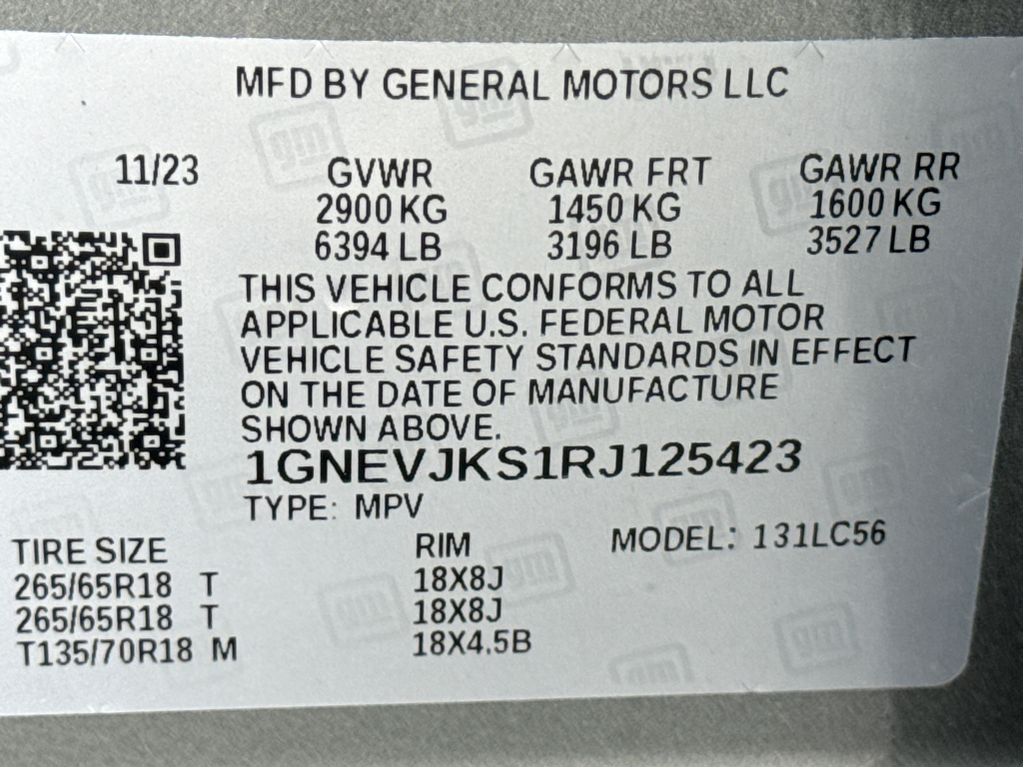 MFD BY GENERAL MOTORS LLC
11/23 GVWR GAWR FRT GAWR RR
2900 KG 1450 KG 1600 KG
6394 LB 3196 LB 3527 LB
THIS VEHICLE CONFORMS TO ALL
APPLICABLE U.S. FEDERAL MOTOR
VEHICLE SAFETY STANDARDS IN EFFECT
ON THE DATE OF MANUFACTURE
SHOWN ABOVE.
1GNEVJKS1RJ125423
TYPE: MPV
TIRE SIZE RIM MODEL: 131LC56
265/65R18 T 18X8J
265/65R18 T 18X8J
T135/70R18 M 18X4.5B